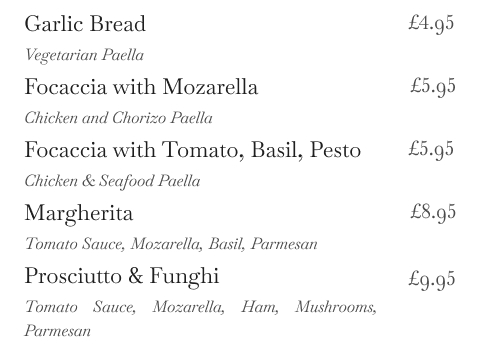 Garlic Bread £4.95
Vegetarian Paella
Focaccia with Mozarella £5.95
Chicken and Chorizo Paella
Focaccia with Tomato, Basil, Pesto £5.95
Chicken & Seafood Paella
Margherita £8.95
Tomato Sauce, Mozarella, Basil, Parmesan
Prosciutto & Funghi £9.95
Tomato Sauce, Mozarella, Ham, Mushrooms,
Parmesan